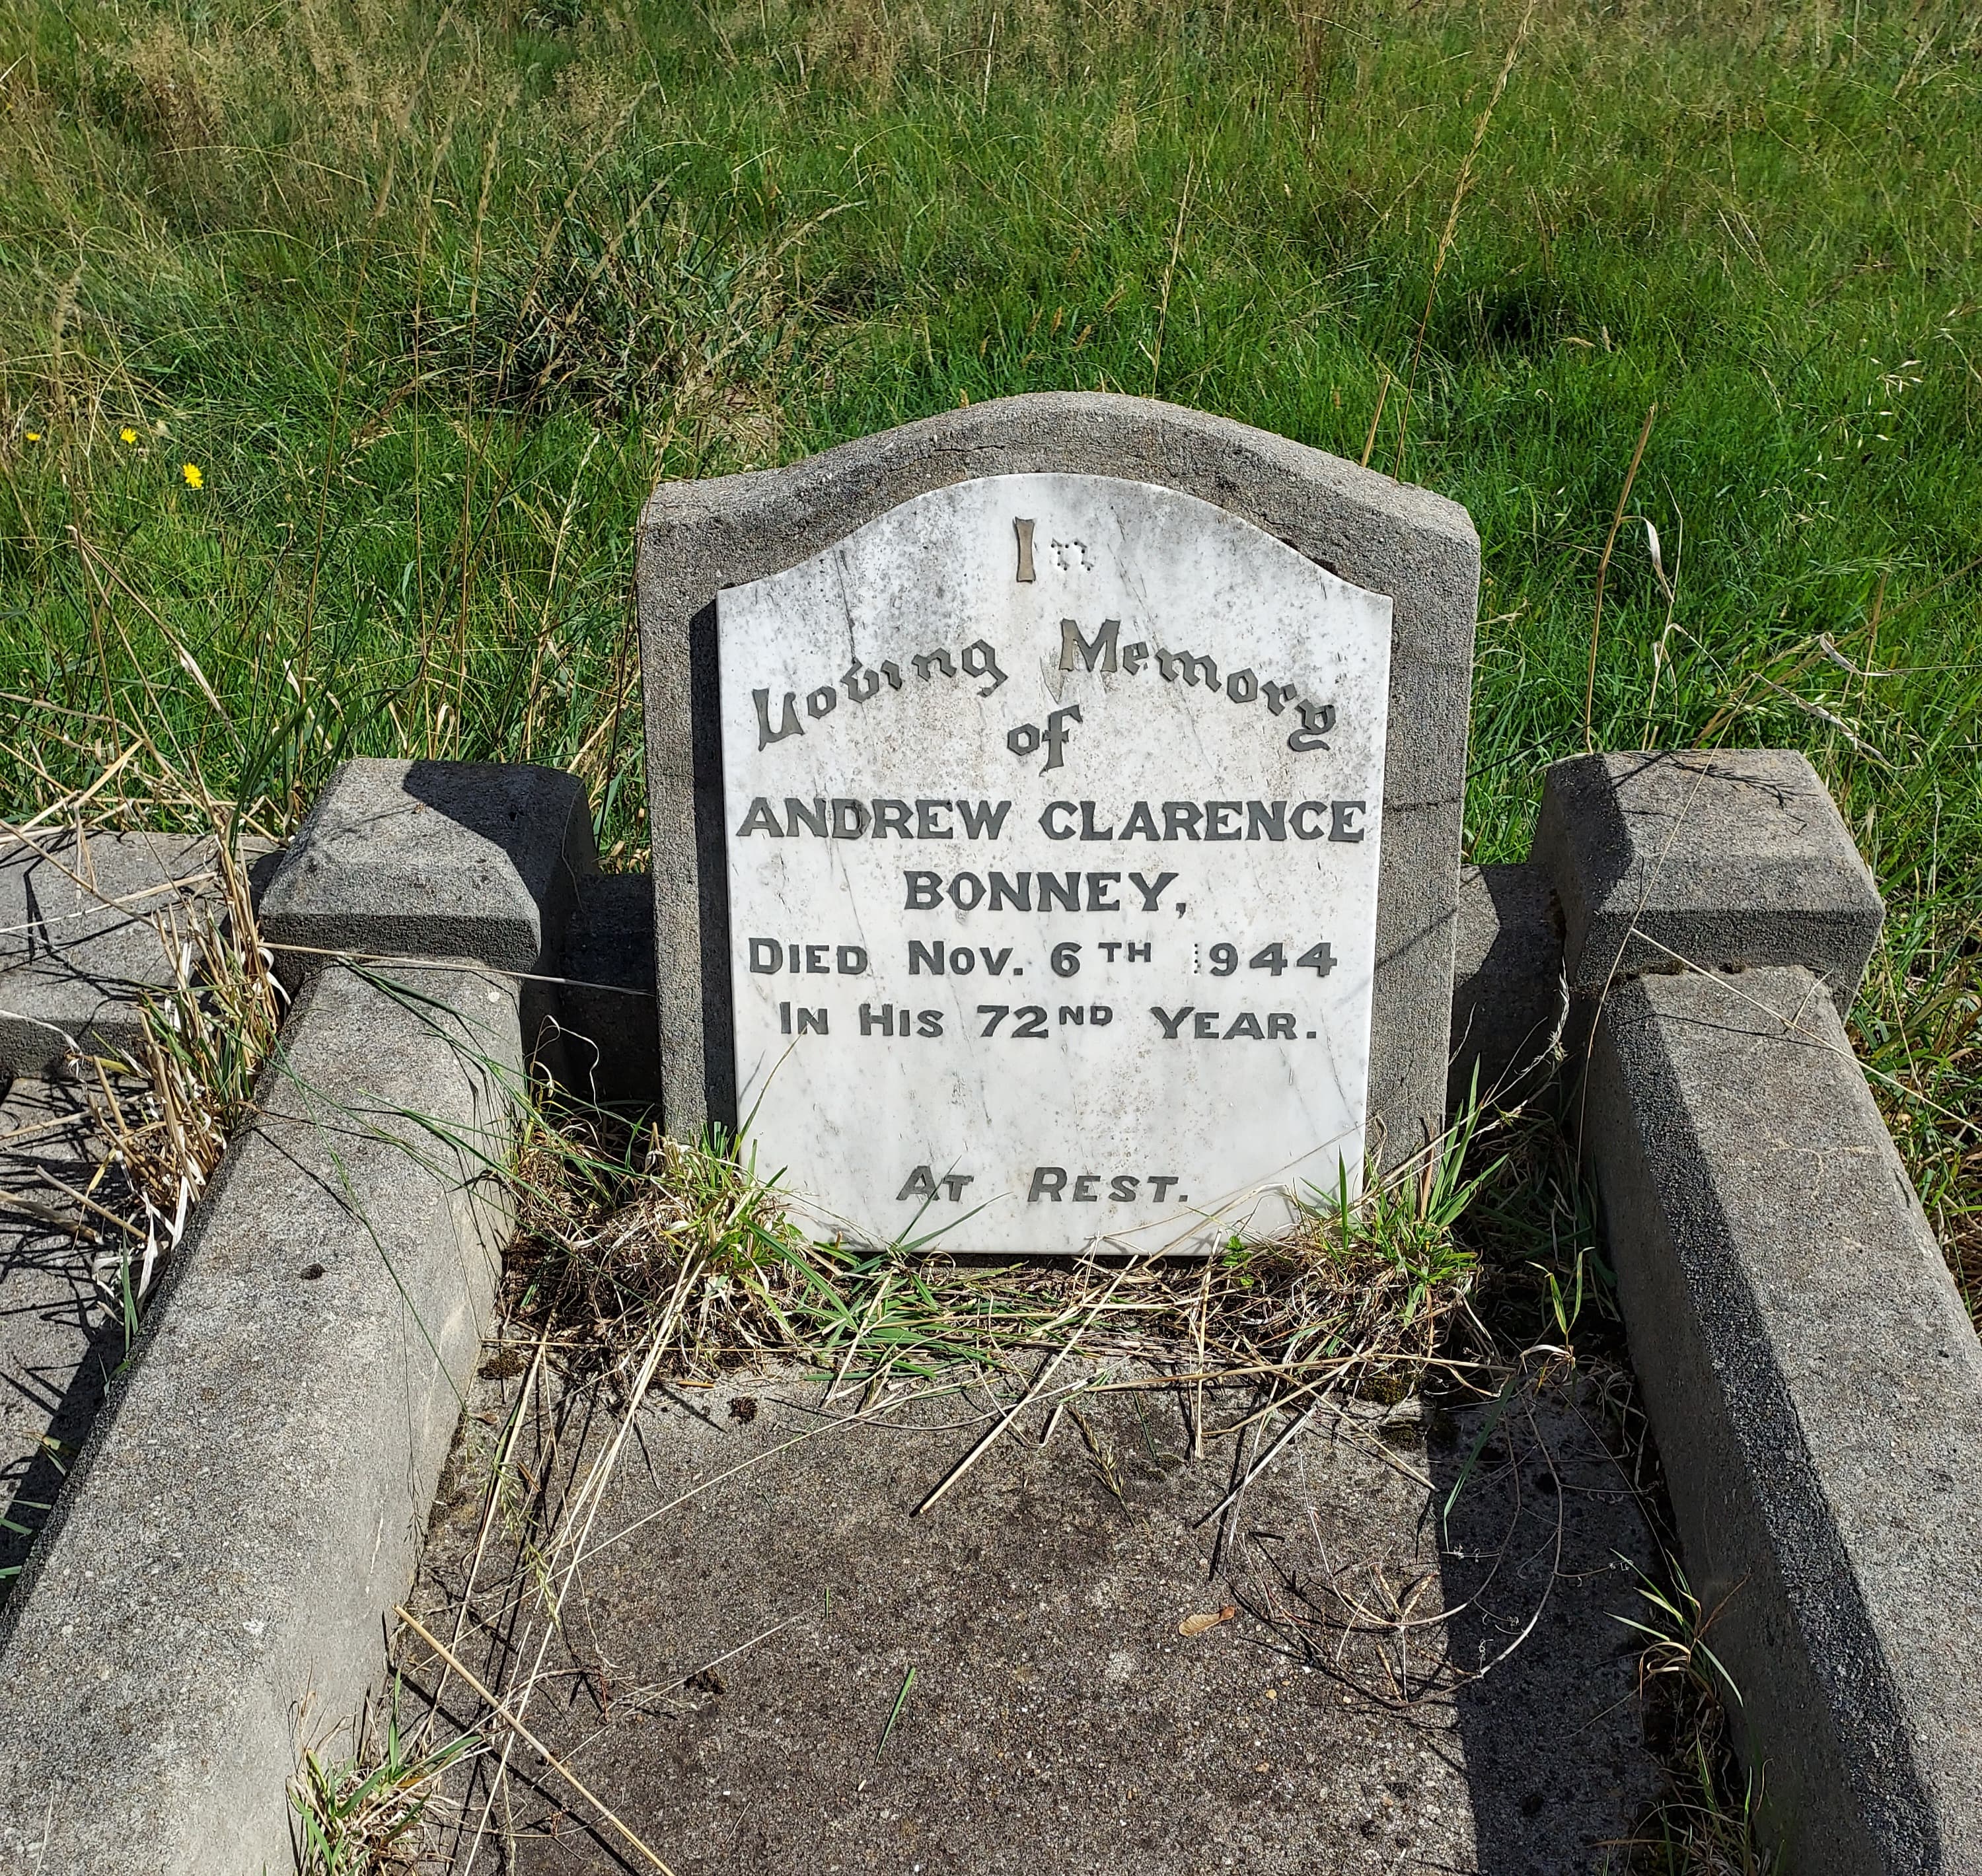 In
Loving Memory
of
ANDREW CLARENCE
BONNEY,
DIED NOV. 6TH 1944
IN HIS 72ND YEAR.
AT REST.